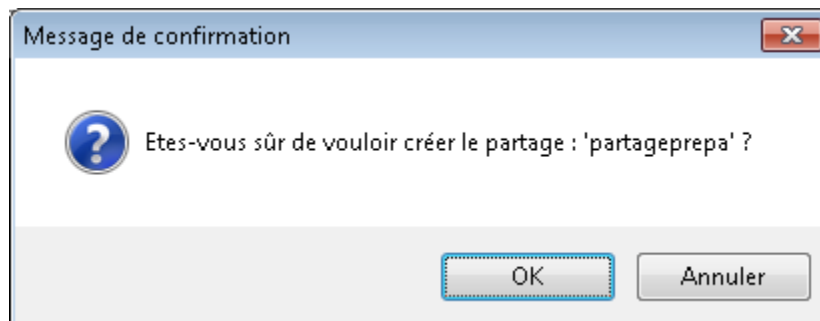 Message de confirmation
Etes-vous sûr de vouloir créer le partage : 'partageprepa' ?
OK
Annuler